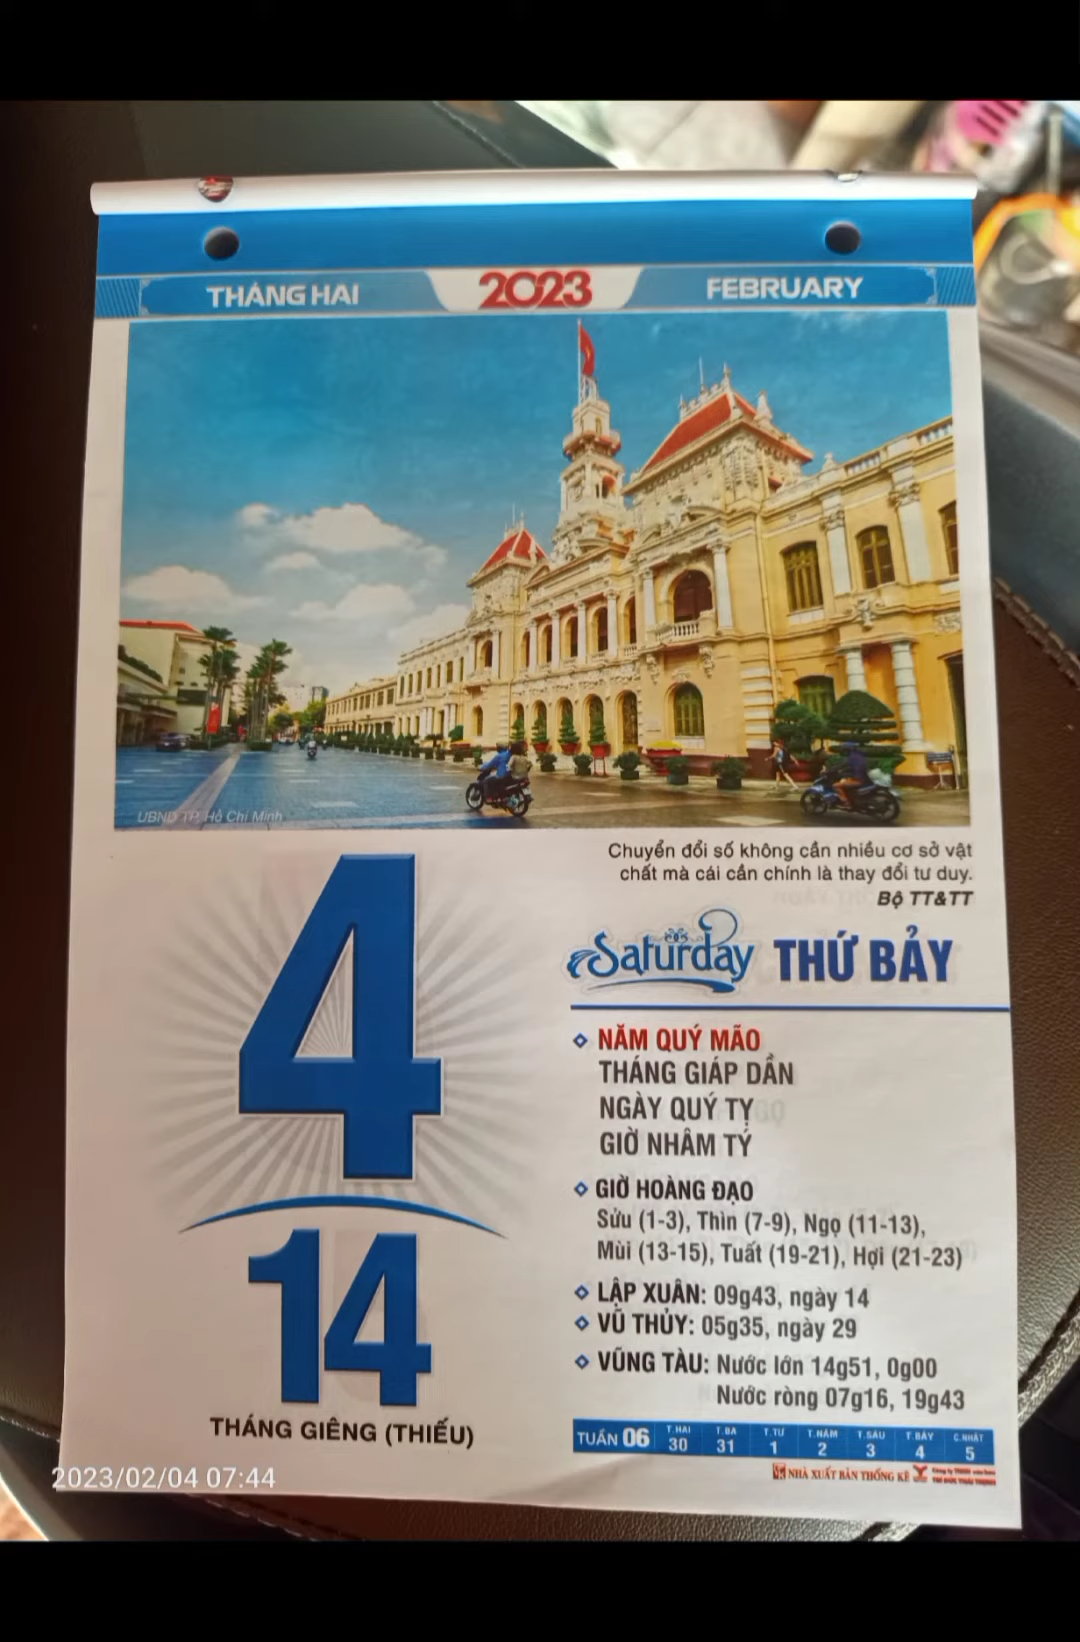 THÁNG HAI 2023 FEBRUARY
UBND TP. Hồ Chí Minh
Chuyển đổi số không cần nhiều cơ sở vật
chất mà cái cần chính là thay đổi tư duy.
Bộ TT&TT
4
Saturday THỨ BẢY
NĂM QUÝ MÃO
THÁNG GIÁP DẦN
NGÀY QUÝ TỴ
GIỜ NHÂM TÝ
GIỜ HOÀNG ĐẠO
Sửu (1-3), Thìn (7-9), Ngọ (11-13),
Mùi (13-15), Tuất (19-21), Hợi (21-23)
14
THÁNG GIÊNG (THIẾU)
LẬP XUÂN: 09g43, ngày 14
VŨ THỦY: 05g35, ngày 29
VŨNG TÀU: Nước lớn 14g51, 0g00
Nước ròng 07g16, 19g43
TUẦN 06
T.HAI T.BA T.TƯ T.NĂM T.SÁU T.BẢY C.NHẬT
30 31 1 2 3 4 5
NHÀ XUẤT BẢN THỐNG KÊ
2023/02/04 07:44